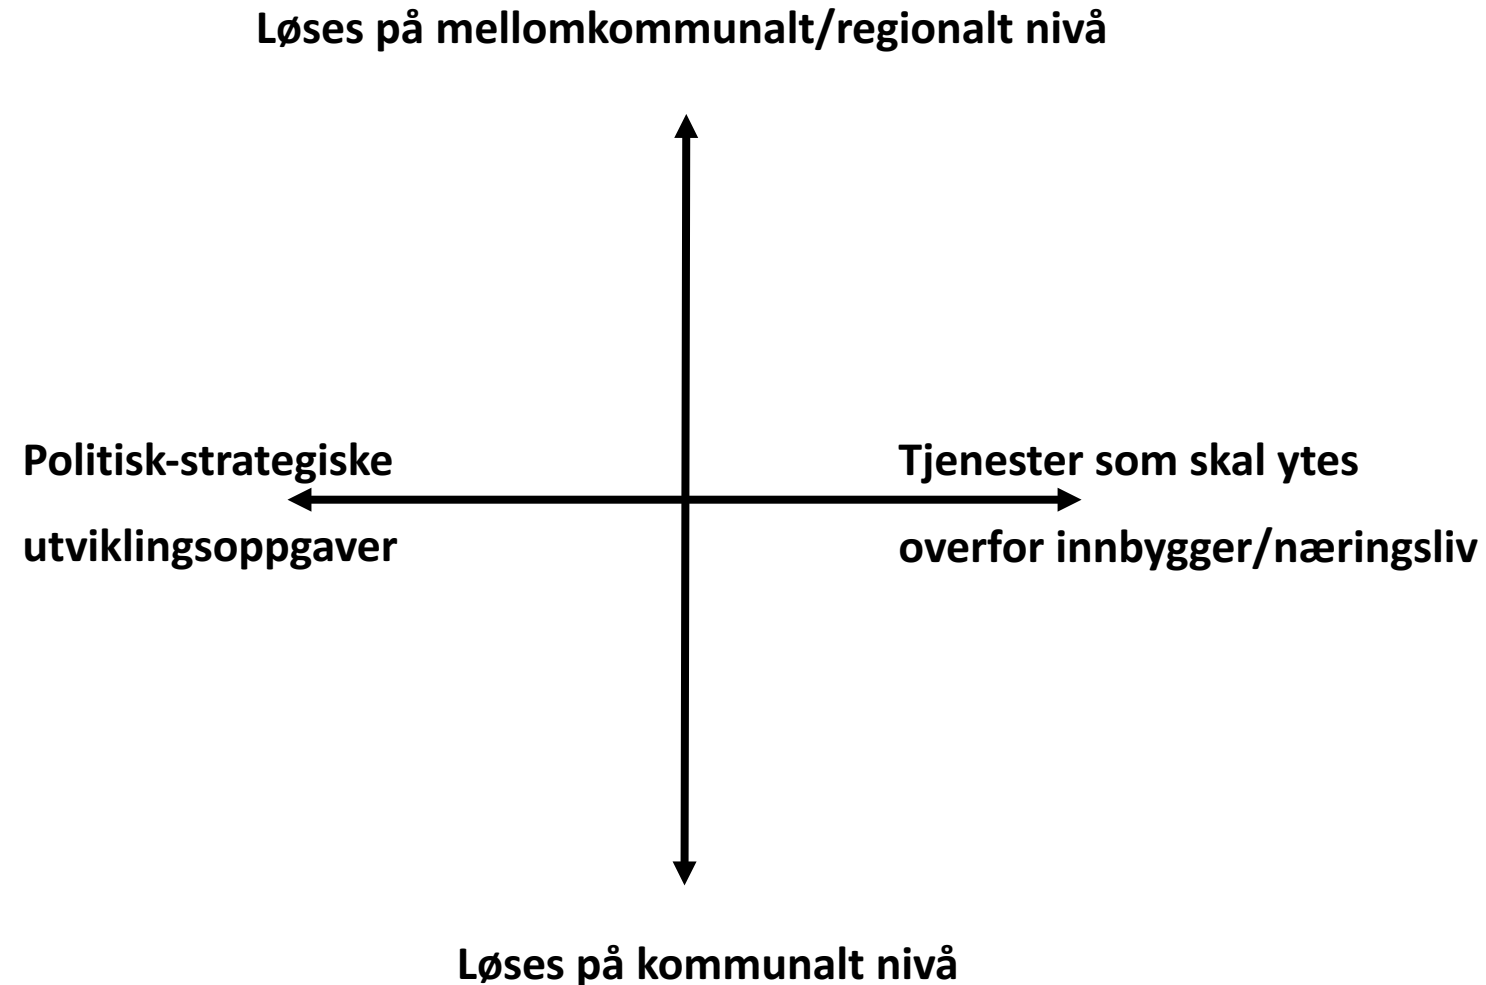 Løses på mellomkommunalt/regionalt nivå
Politisk-strategiske
utviklingsoppgaver
Tjenester som skal ytes
overfor innbygger/næringsliv
Løses på kommunalt nivå